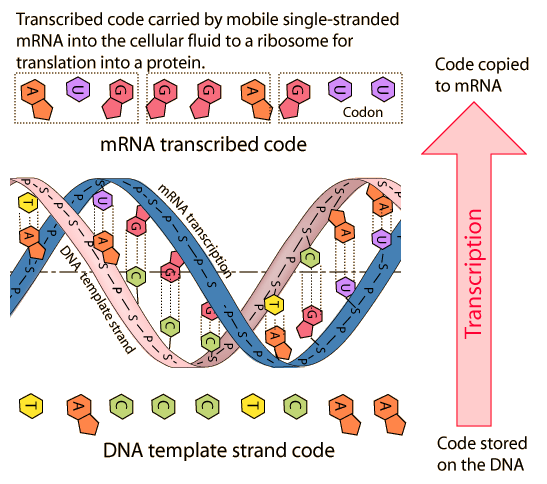 Transcribed code carried by mobile single-stranded
mRNA into the cellular fluid to a ribosome for
translation into a protein.
A U G G G A G U U
Codon
mRNA transcribed code
Code copied
to mRNA
Transcription
mRNA transcription
DNA template strand
P S P S P S P S P S P S
T A U A G C G C G C T A C G A U A U
T A C C C T C A A
DNA template strand code
Code stored
on the DNA